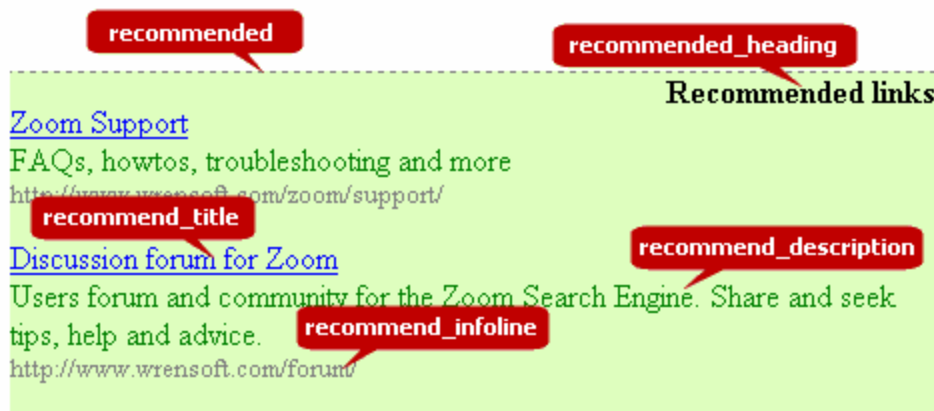 recommended
recommended_heading
Recommended links
Zoom Support
FAQs, howtos, troubleshooting and more
http://www.wrensoft.com/zoom/support/
recommend_title
Discussion forum for Zoom
recommend_description
Users forum and community for the Zoom Search Engine. Share and seek
tips, help and advice.
recommend_infoline
http://www.wrensoft.com/forum/